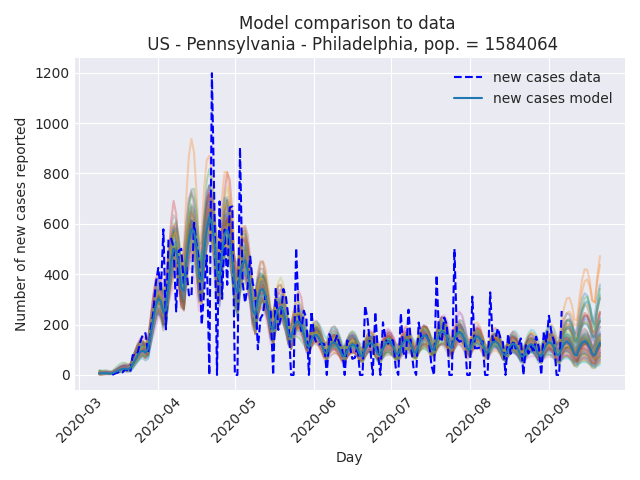 Model comparison to data
US - Pennsylvania - Philadelphia, pop. = 1584064
new cases data
new cases model
Number of new cases reported
1200
1000
800
600
400
200
0
2020-03
2020-04
2020-05
2020-06
2020-07
2020-08
2020-09
Day